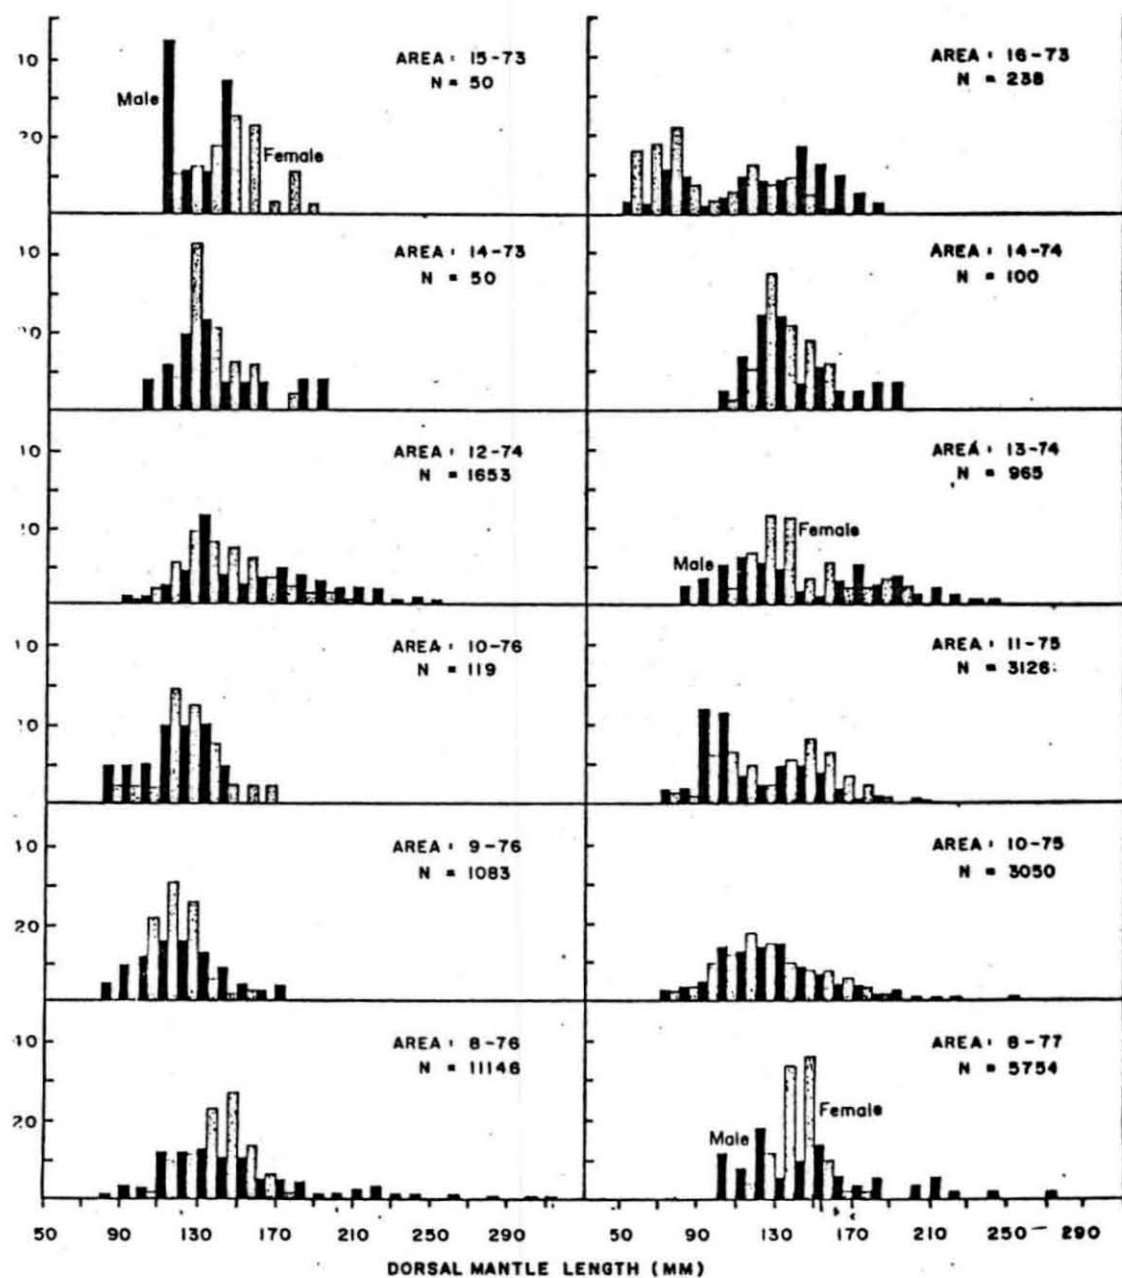 AREA: 15-73
N = 50
10
20
Male
Female
AREA: 16-73
N = 238
AREA: 14-73
N = 50
10
20
AREA: 14-74
N = 100
AREA: 12-74
N = 1653
10
20
AREA: 13-74
N = 965
Male
Female
AREA: 10-76
N = 119
10
20
AREA: 11-75
N = 3126
AREA: 9-76
N = 1083
10
20
AREA: 10-75
N = 3050
AREA: 8-76
N = 11146
10
20
AREA: 8-77
N = 5754
Male
Female
50 90 130 170 210 250 290
50 90 130 170 210 250 290
DORSAL MANTLE LENGTH (MM)